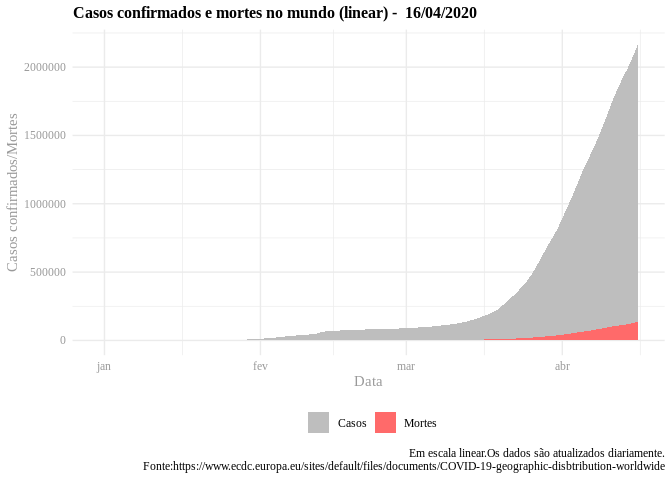 Casos confirmados e mortes no mundo (linear) -  16/04/2020
Casos confirmados/Mortes
2000000
1500000
1000000
500000
0
jan
fev
mar
abr
Data
Casos
Mortes
Em escala linear.Os dados são atualizados diariamente.
Fonte:https://www.ecdc.europa.eu/sites/default/files/documents/COVID-19-geographic-disbtribution-worldwide